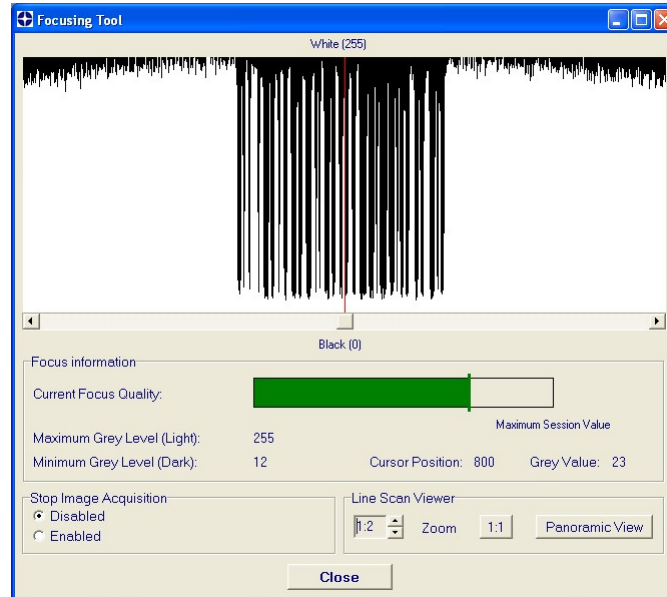 Focusing Tool
White (255)
Black (0)
Focus information
Current Focus Quality:
Maximum Session Value
Maximum Grey Level (Light): 255
Minimum Grey Level (Dark): 12 Cursor Position: 800 Grey Value: 23
Stop Image Acquisition
Disabled
Enabled
Line Scan Viewer
1:2 Zoom 1:1 Panoramic View
Close